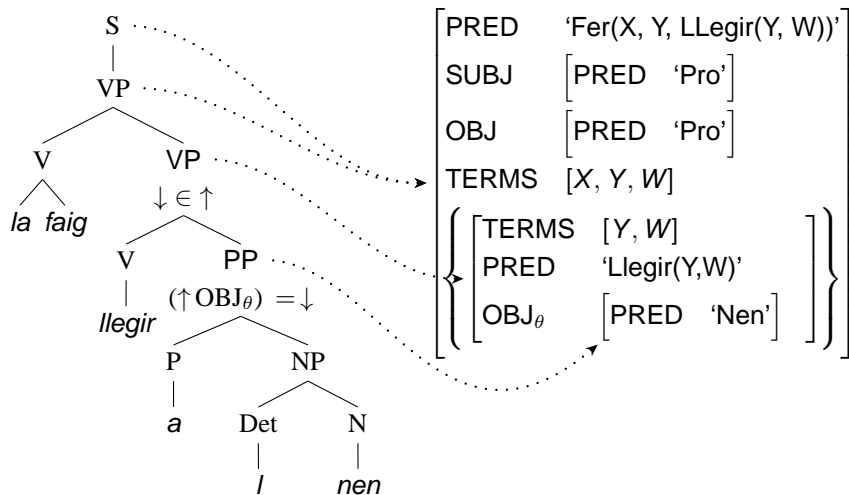 S
VP
V VP
la faig ↓ ∈ ↑
V PP
llegir (↑ OBJθ) = ↓
P NP
a Det N
l nen
PRED ‘Fer(X, Y, LLegir(Y, W))’
SUBJ [PRED ‘Pro’]
OBJ [PRED ‘Pro’]
TERMS [X, Y, W]
TERMS [Y, W]
PRED ‘Llegir(Y,W)’
OBJθ [PRED ‘Nen’]